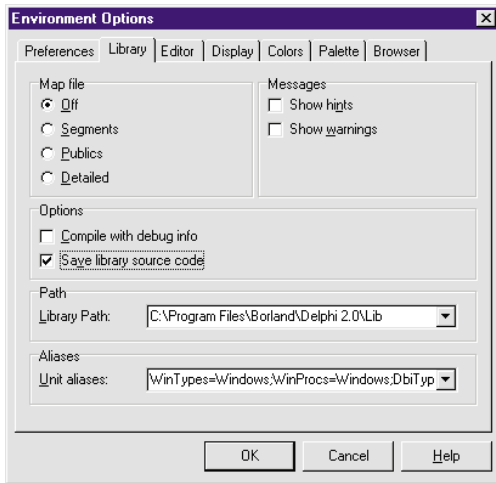 Environment Options
Preferences Library Editor Display Colors Palette Browser
Map file
Off
Segments
Publics
Detailed
Messages
Show hints
Show warnings
Options
Compile with debug info
Save library source code
Path
Library Path: C:\Program Files\Borland\Delphi 2.0\Lib
Aliases
Unit aliases: WinTypes=Windows;WinProcs=Windows;DbiTyp
OK Cancel Help